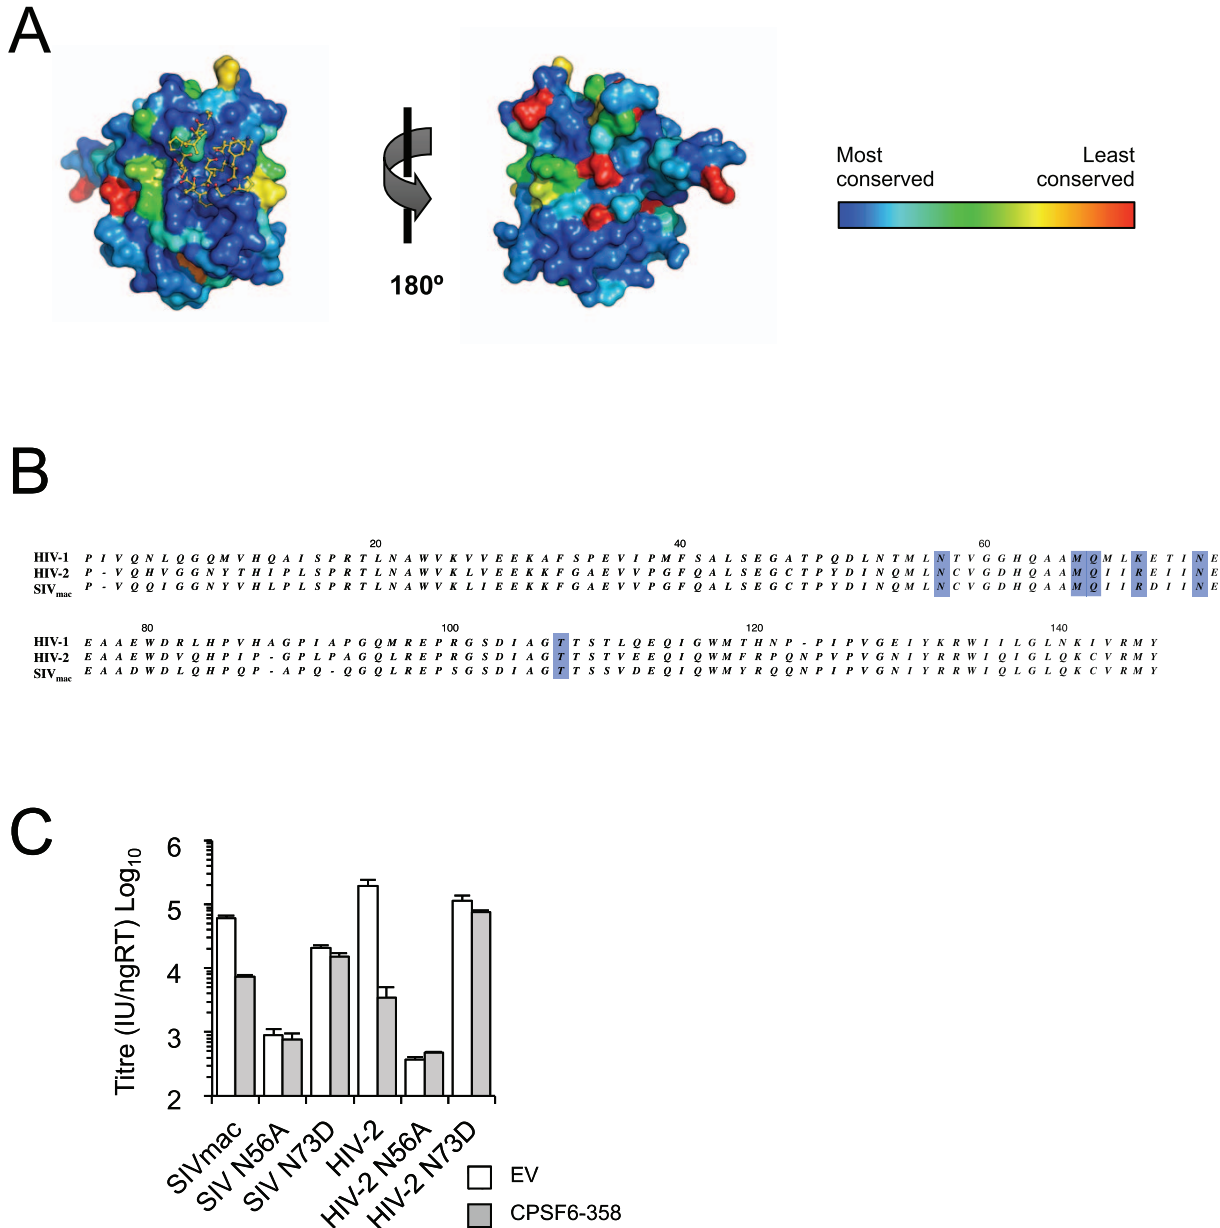 A
180º
Most conserved
Least conserved
B
20 40 60
HIV-1 P I V Q N L Q G Q M V H Q A I S P R T L N A W V K V V E E K A F S P E V I P M F S A L S E G A T P Q D L N T M L N T V G G H Q A A M Q M L K E T I N E
HIV-2 P - V Q H V G G N Y T H I P L S P R T L N A W V K L V E E K K F G A E V V P G F Q A L S E G C T P Y D I N Q M L N C V G D H Q A A M Q I I R E I I N E
SIVmac P - V Q Q I G G N Y V H L P L S P R T L N A W V K L I E E K K F G A E V V P G F Q A L S E G C T P Y D I N Q M L N C V G D H Q A A M Q I I R D I I N E
80 100 120 140
HIV-1 E A A E W D R L H P V H A G P I A P G Q M R E P R G S D I A G T T S T L Q E Q I G W M T H N P - P I P V G E I Y K R W I I L G L N K I V R M Y
HIV-2 E A A E W D V Q H P I P - G P L P A G Q L R E P R G S D I A G T T S T V E E Q I Q W M F R P Q N P V P V G N I Y R R W I Q I G L Q K C V R M Y
SIVmac E A A D W D L Q H P Q P - A P Q - Q G Q L R E P S G S D I A G T T S S V D E Q I Q W M Y R Q Q N P I P V G N I Y R R W I Q L G L Q K C V R M Y
C
Titre (IU/ngRT) Log10
6
5
4
3
2
SIVmac
SIV N56A
SIV N73D
HIV-2
HIV-2 N56A
HIV-2 N73D
EV
CPSF6-358